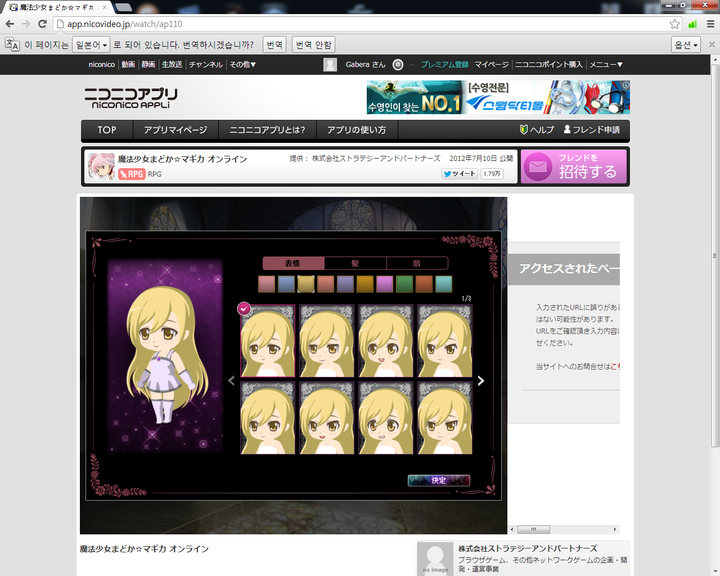 魔法少女まどか☆マギカ
app.nicovideo.jp/watch/ap110
이 페이지는 일본어 로 되어 있습니다. 번역하시겠습니까? 번역 번역 안함 옵션
niconico 動画 静画 生放送 チャンネル その他▼ Gabera さん プレミアム登録 マイページ ニコニコポイント購入 メニュー▼
ニコニコアプリ
NICONICO APPLI
수영인이 찾는 NO.1 [수영전문] 스윔닥터몰
TOP アプリマイページ ニコニコアプリとは? アプリの使い方 ヘルプ フレンド申請
魔法少女まどか☆マギカ オンライン 提供: 株式会社ストラテジーアンドパートナーズ 2012年7月10日 公開
RPG RPG ツイート 1.79万
フレンドを
招待する
表情 髪 肌
1/3
決定
アクセスされたペー
入力されたURLに誤りがある
はない可能性があります。
URLをご確認頂き入力内容に
せください。
当サイトへのお問合せはこち
魔法少女まどか☆マギカ オンライン
no image
株式会社ストラテジーアンドパートナーズ
ブラウザゲーム、その他ネットワークゲームの企画・開
発・運営事業